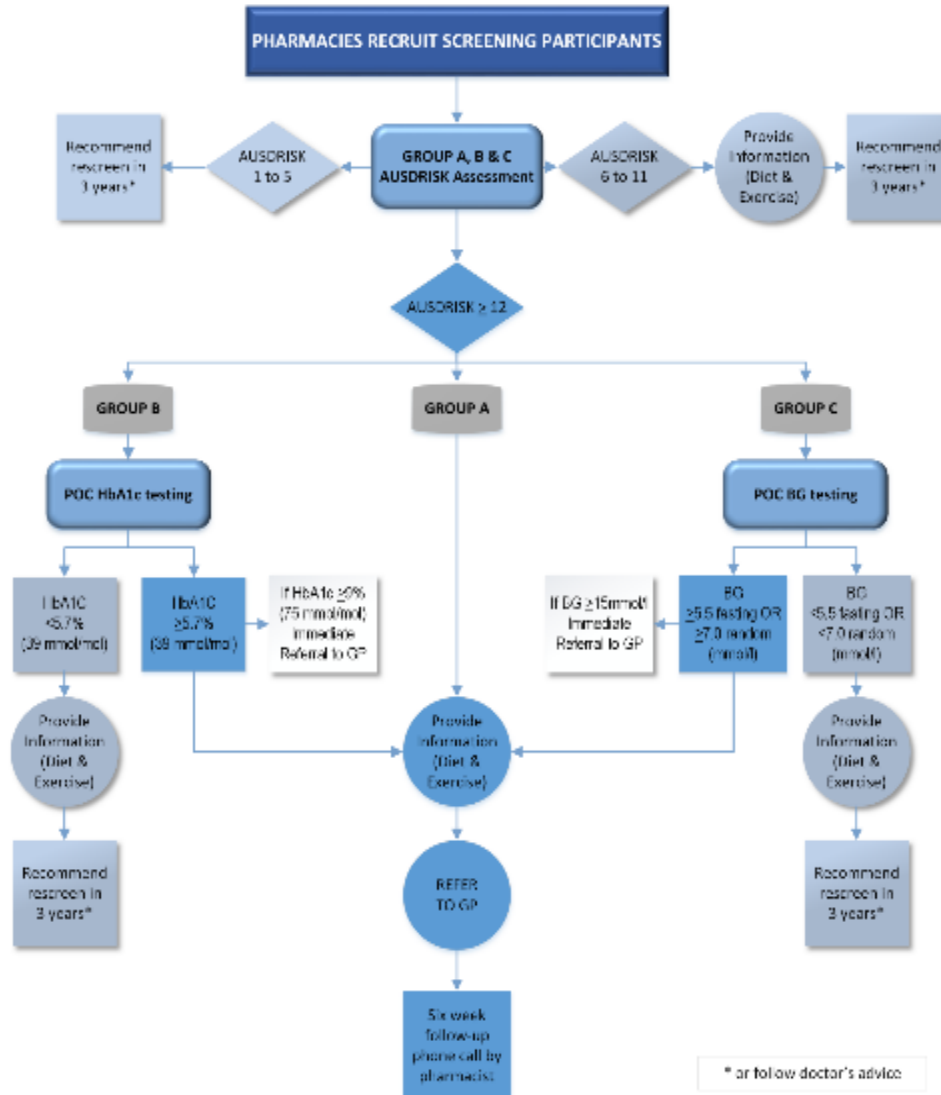 PHARMACIES RECRUIT SCREENING PARTICIPANTS
Recommend
rescreen in
3 years*
AUSDRISK
1 to 5
GROUP A, B & C
AUSDRISK Assessment
AUSDRISK
6 to 11
Provide
Information
(Diet &
Exercise)
Recommend
rescreen in
3 years*
AUSDRISK ≥ 12
GROUP B
GROUP A
GROUP C
POC HbA1c testing
POC BG testing
HbA1C
<5.7%
(39 mmol/mol)
HbA1C
≥5.7%
(39 mmol/mol)
If HbA1c ≥9%
(75 mmol/mol)
Immediate
Referral to GP
If BG ≥15mmol/l
Immediate
Referral to GP
BG
≥5.5 fasting OR
≥7.0 random
(mmol/l)
BG
<5.5 fasting OR
<7.0 random
(mmol/l)
Provide
Information
(Diet &
Exercise)
Provide
Information
(Diet &
Exercise)
Provide
Information
(Diet &
Exercise)
Recommend
rescreen in
3 years*
REFER
TO GP
Recommend
rescreen in
3 years*
Six week
follow-up
phone call by
pharmacist
* or follow doctor's advice